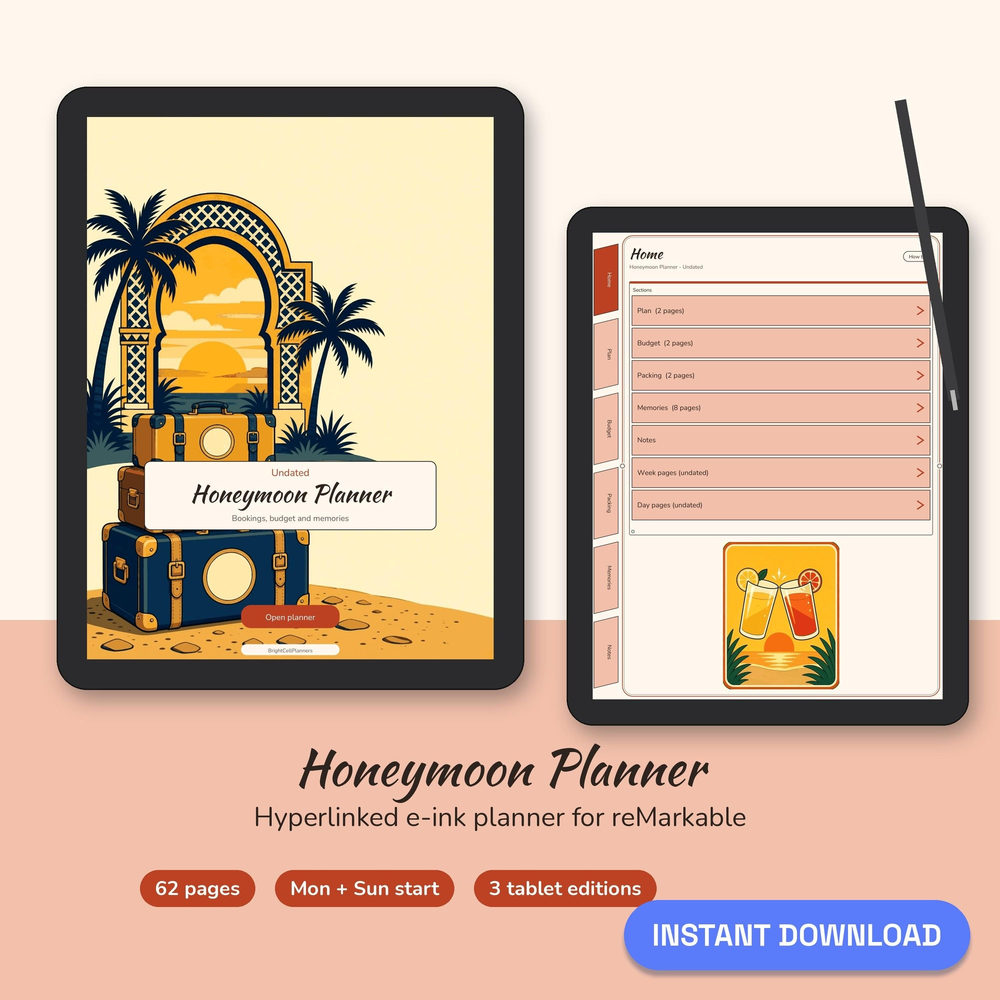 Undated
Honeymoon Planner
Bookings, budget and memories
Open planner
BrightCellPlanners
Home
Honeymoon Planner - Undated
How
Sections
Plan (2 pages)
Budget (2 pages)
Packing (2 pages)
Memories (8 pages)
Notes
Week pages (undated)
Day pages (undated)
Home
Plan
Budget
Packing
Memories
Notes
Honeymoon Planner
Hyperlinked e-ink planner for reMarkable
62 pages
Mon + Sun start
3 tablet editions
INSTANT DOWNLOAD